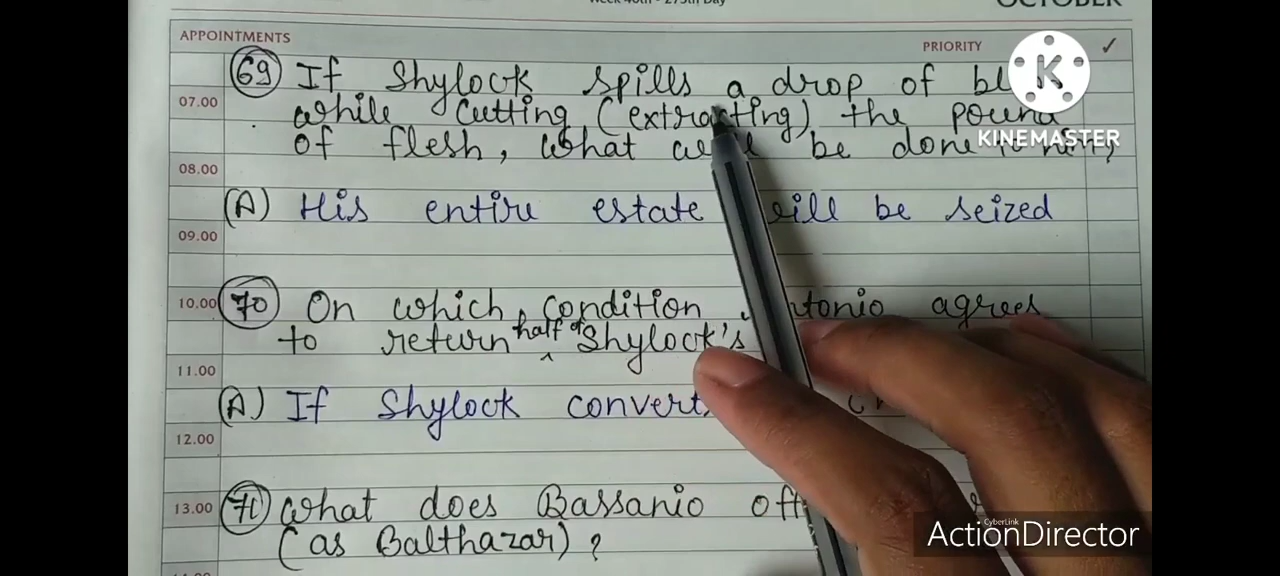 APPOINTMENTS
PRIORITY ✓
69 If Shylock spills a drop of
07.00 while cutting (extracting) the pound
KINEMASTER
of flesh, what be done
08.00
(A) His entire estate will be seized
09.00
10.00 70 On which condition agrees
to return half of Shylock's
11.00
(A) If Shylock
12.00
13.00 71 What does Bassanio
(as Balthazar) ?
CyberLink
ActionDirector